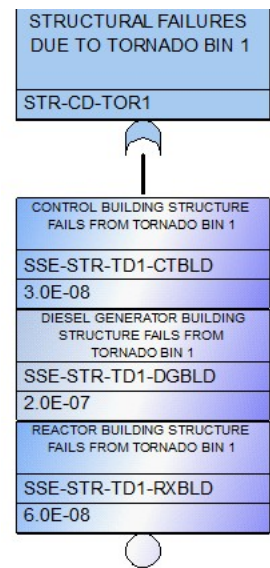 STRUCTURAL FAILURES
DUE TO TORNADO BIN 1
STR-CD-TOR1
CONTROL BUILDING STRUCTURE
FAILS FROM TORNADO BIN 1
SSE-STR-TD1-CTBLD
3.0E-08
DIESEL GENERATOR BUILDING
STRUCTURE FAILS FROM
TORNADO BIN 1
SSE-STR-TD1-DGBLD
2.0E-07
REACTOR BUILDING STRUCTURE
FAILS FROM TORNADO BIN 1
SSE-STR-TD1-RXBLD
6.0E-08